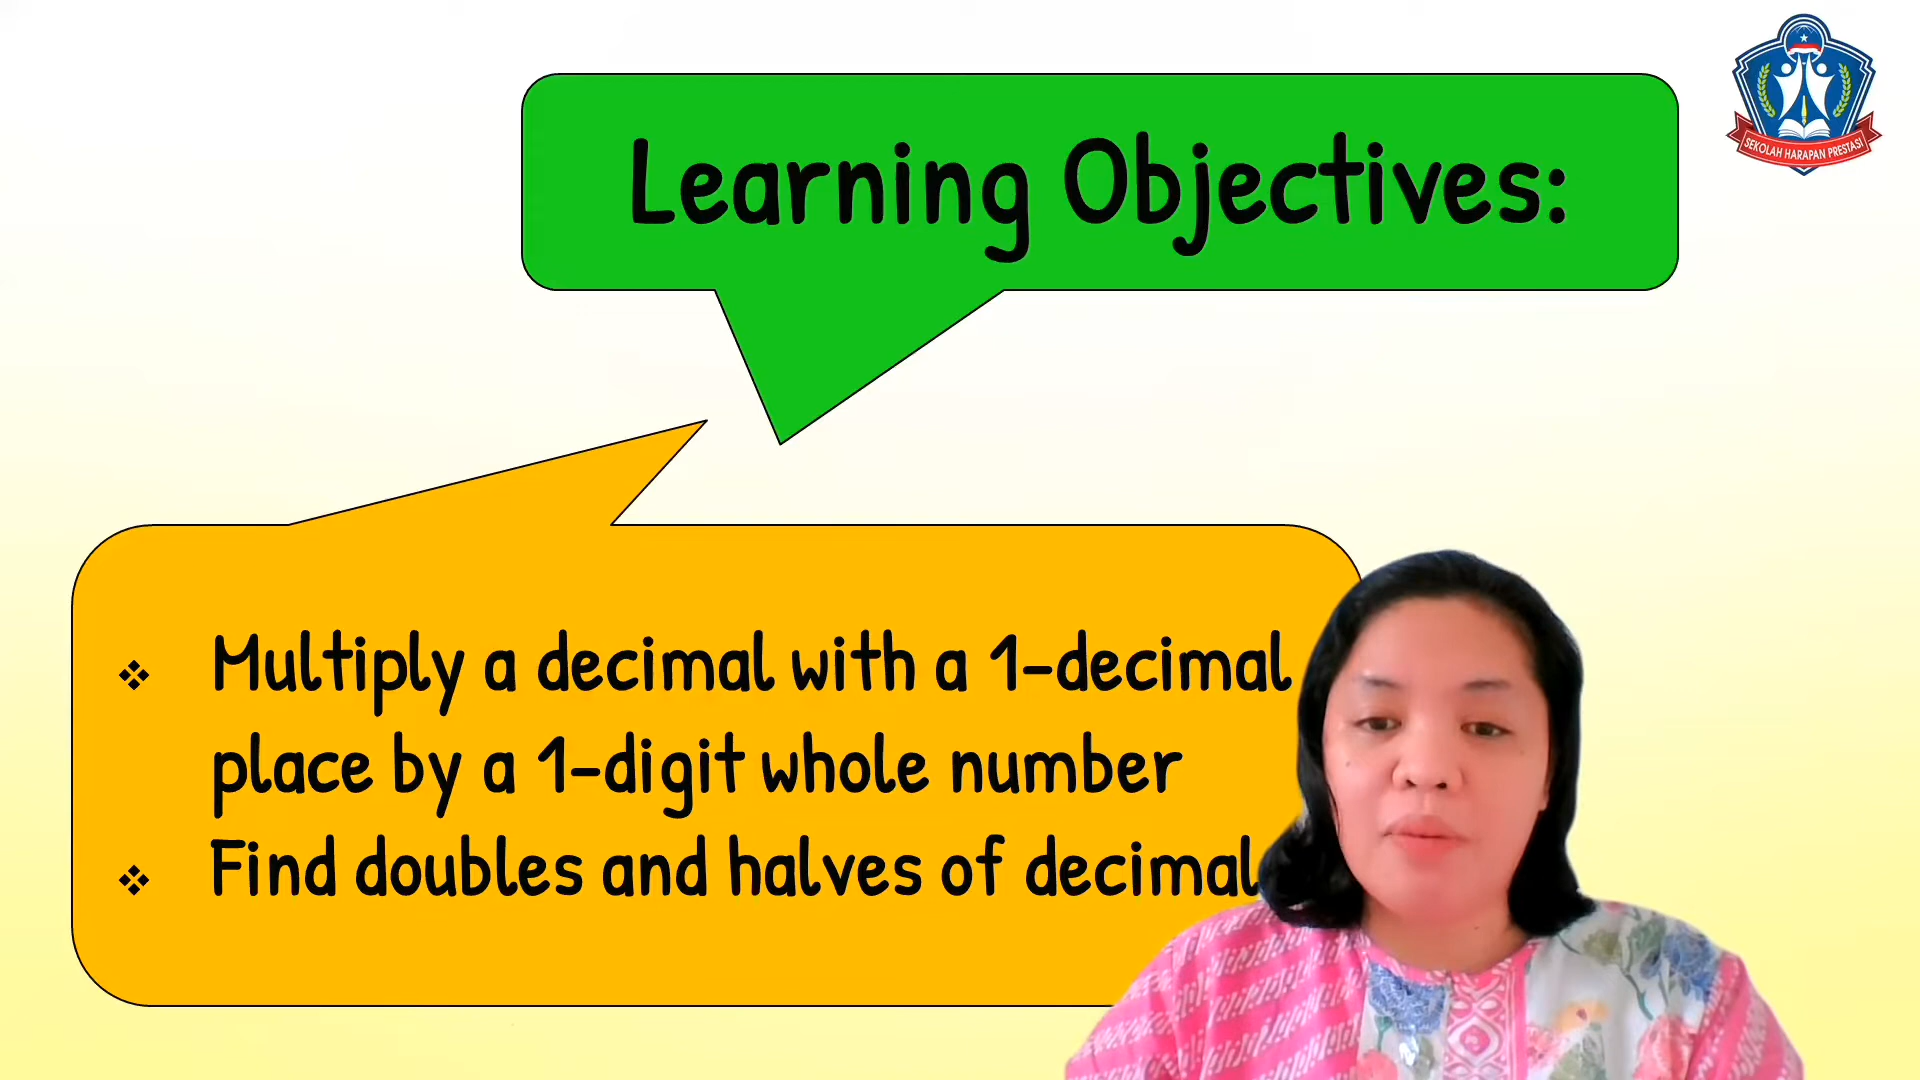 SEKOLAH HARAPAN PRESTASI
Learning Objectives:
❖ Multiply a decimal with a 1-decimal
place by a 1-digit whole number
❖ Find doubles and halves of decimal